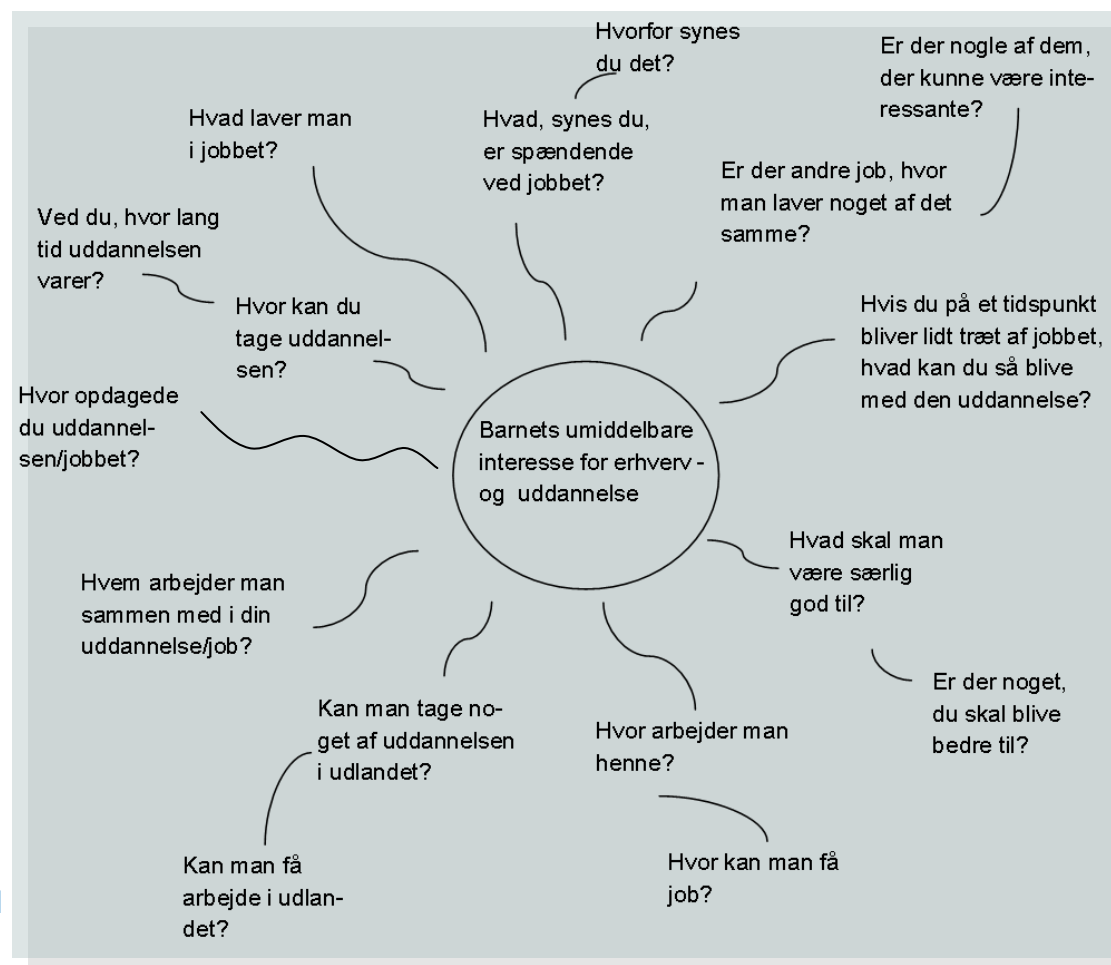 Hvorfor synes
du det?
Er der nogle af dem,
der kunne være inte-
ressante?
Hvad laver man
i jobbet?
Hvad, synes du,
er spændende
ved jobbet?
Er der andre job, hvor
man laver noget af det
samme?
Ved du, hvor lang
tid uddannelsen
varer?
Hvor kan du
tage uddannel-
sen?
Hvis du på et tidspunkt
bliver lidt træt af jobbet,
hvad kan du så blive
med den uddannelse?
Hvor opdagede
du uddannel-
sen/jobbet?
Barnets umiddelbare
interesse for erhverv -
og uddannelse
Hvad skal man
være særlig
god til?
Hvem arbejder man
sammen med i din
uddannelse/job?
Er der noget,
du skal blive
bedre til?
Kan man tage no-
get af uddannelsen
i udlandet?
Hvor arbejder man
henne?
Kan man få
arbejde i udlan-
det?
Hvor kan man få
job?